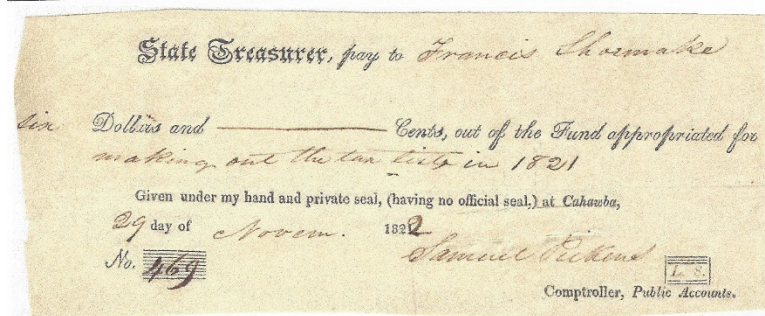 State Treasurer, pay to Francis Shoemake
six Dollars and ——— Cents, out of the Fund appropriated for
making out the tax lists in 1821
Given under my hand and private seal, (having no official seal,) at Cahawba,
29 day of Novem. 1822
No. 469
Samuel Pickens
L. S.
Comptroller, Public Accounts.